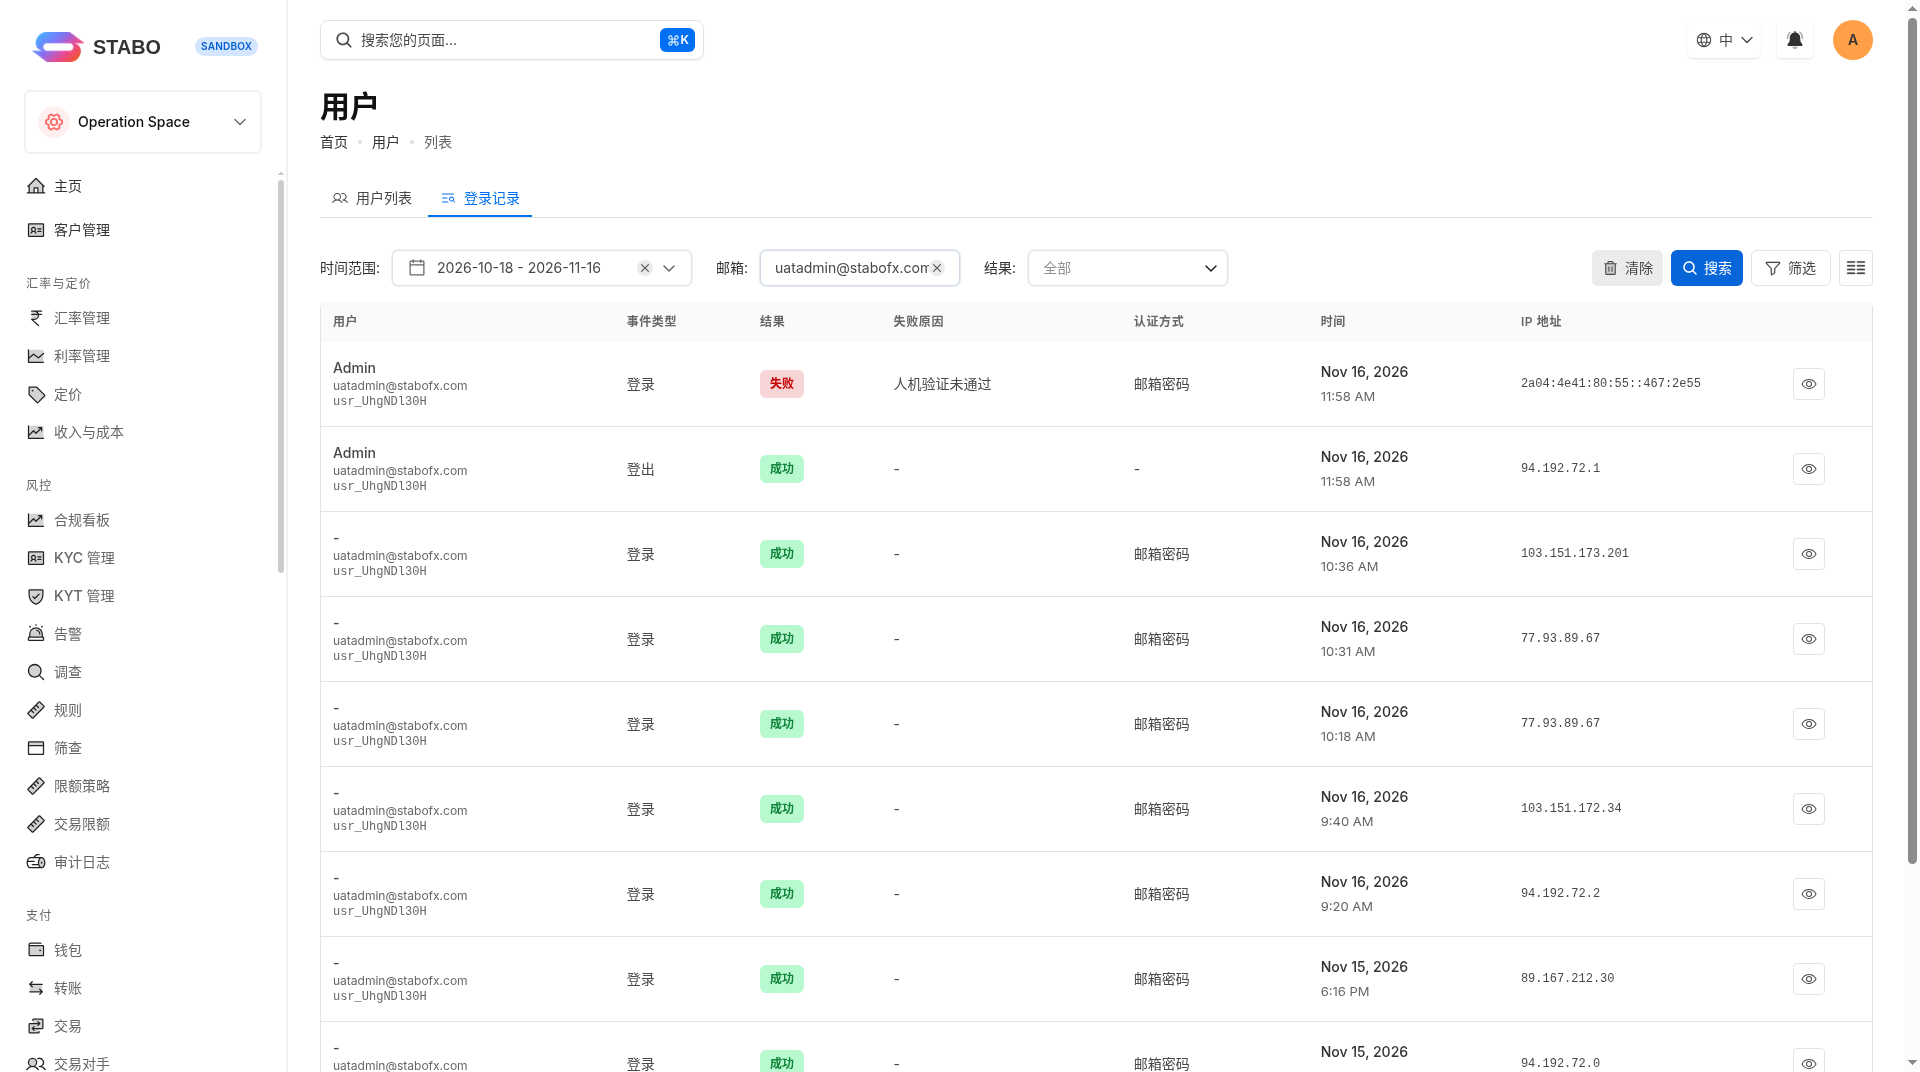 STABO
SANDBOX
Operation Space
主页
客户管理
汇率与定价
汇率管理
利率管理
定价
收入与成本
风控
合规看板
KYC 管理
KYT 管理
告警
调查
规则
筛查
限额策略
交易限额
审计日志
支付
钱包
转账
交易
交易对手
搜索您的页面...
⌘K
中
A
用户
首页 • 用户 • 列表
用户列表
登录记录
时间范围: 2026-10-18 - 2026-11-16 邮箱: uatadmin@stabofx.com 结果: 全部 清除 搜索 筛选
用户 事件类型 结果 失败原因 认证方式 时间 IP 地址
Admin
uatadmin@stabofx.com
usr_UhgNDl30H
登录 失败 人机验证未通过 邮箱密码
Nov 16, 2026
11:58 AM
2a04:4e41:80:55::467:2e55
Admin
uatadmin@stabofx.com
usr_UhgNDl30H
登出 成功 - -
Nov 16, 2026
11:58 AM
94.192.72.1
-
uatadmin@stabofx.com
usr_UhgNDl30H
登录 成功 - 邮箱密码
Nov 16, 2026
10:36 AM
103.151.173.201
-
uatadmin@stabofx.com
usr_UhgNDl30H
登录 成功 - 邮箱密码
Nov 16, 2026
10:31 AM
77.93.89.67
-
uatadmin@stabofx.com
usr_UhgNDl30H
登录 成功 - 邮箱密码
Nov 16, 2026
10:18 AM
77.93.89.67
-
uatadmin@stabofx.com
usr_UhgNDl30H
登录 成功 - 邮箱密码
Nov 16, 2026
9:40 AM
103.151.172.34
-
uatadmin@stabofx.com
usr_UhgNDl30H
登录 成功 - 邮箱密码
Nov 16, 2026
9:20 AM
94.192.72.2
-
uatadmin@stabofx.com
usr_UhgNDl30H
登录 成功 - 邮箱密码
Nov 15, 2026
6:16 PM
89.167.212.30
-
uatadmin@stabofx.com
登录 成功 - 邮箱密码
Nov 15, 2026
94.192.72.0